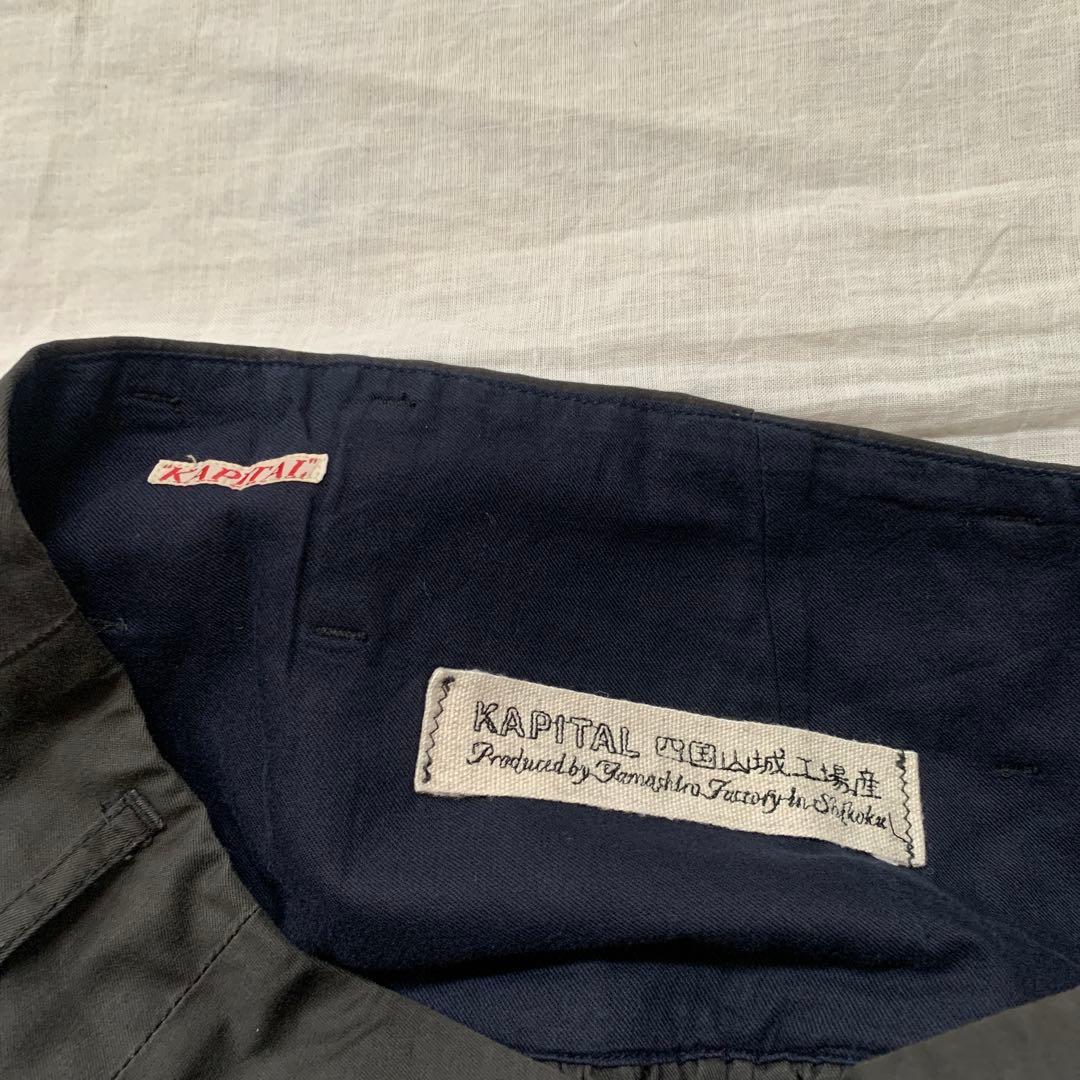 "KAPITAL"
KAPITAL 四国山城工場産
Produced by Yamashiro Factory in Shikoku